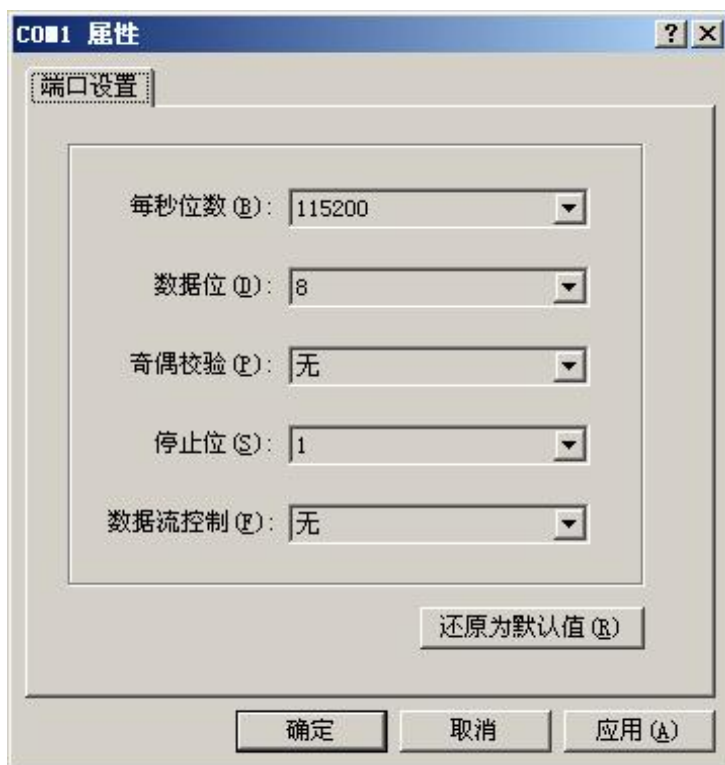 COM1 属性
端口设置
每秒位数(B): 115200
数据位(D): 8
奇偶校验(P): 无
停止位(S): 1
数据流控制(F): 无
还原为默认值(R)
确定 取消 应用(A)